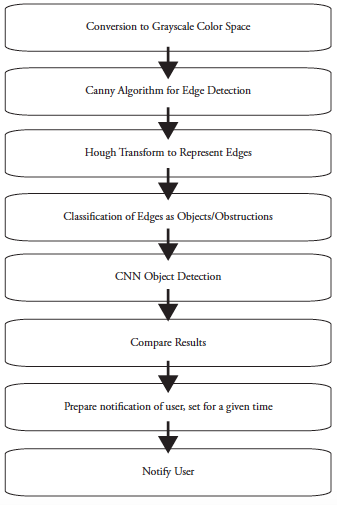 Conversion to Grayscale Color Space
Canny Algorithm for Edge Detection
Hough Transform to Represent Edges
Classification of Edges as Objects/Obstructions
CNN Object Detection
Compare Results
Prepare notification of user, set for a given time
Notify User